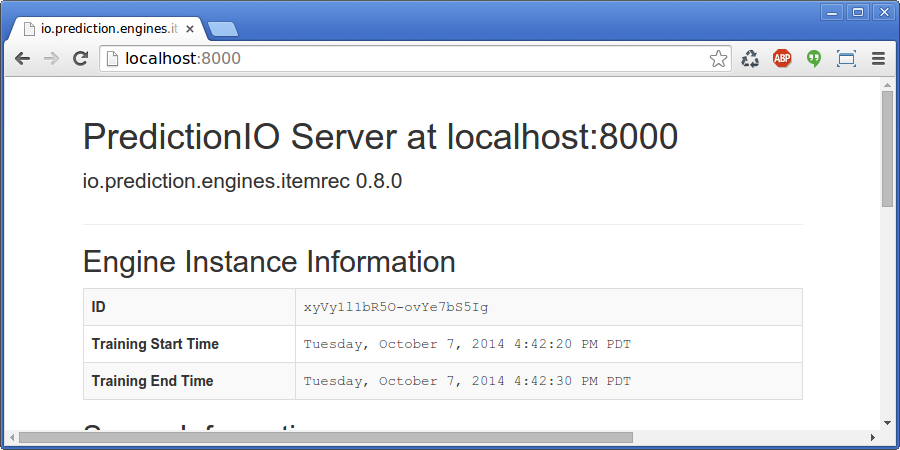 io.prediction.engines.it
localhost:8000
ABP
PredictionIO Server at localhost:8000
io.prediction.engines.itemrec 0.8.0
Engine Instance Information
ID xyVyll1bR5O-ovYe7bS5Ig
Training Start Time Tuesday, October 7, 2014 4:42:20 PM PDT
Training End Time Tuesday, October 7, 2014 4:42:30 PM PDT